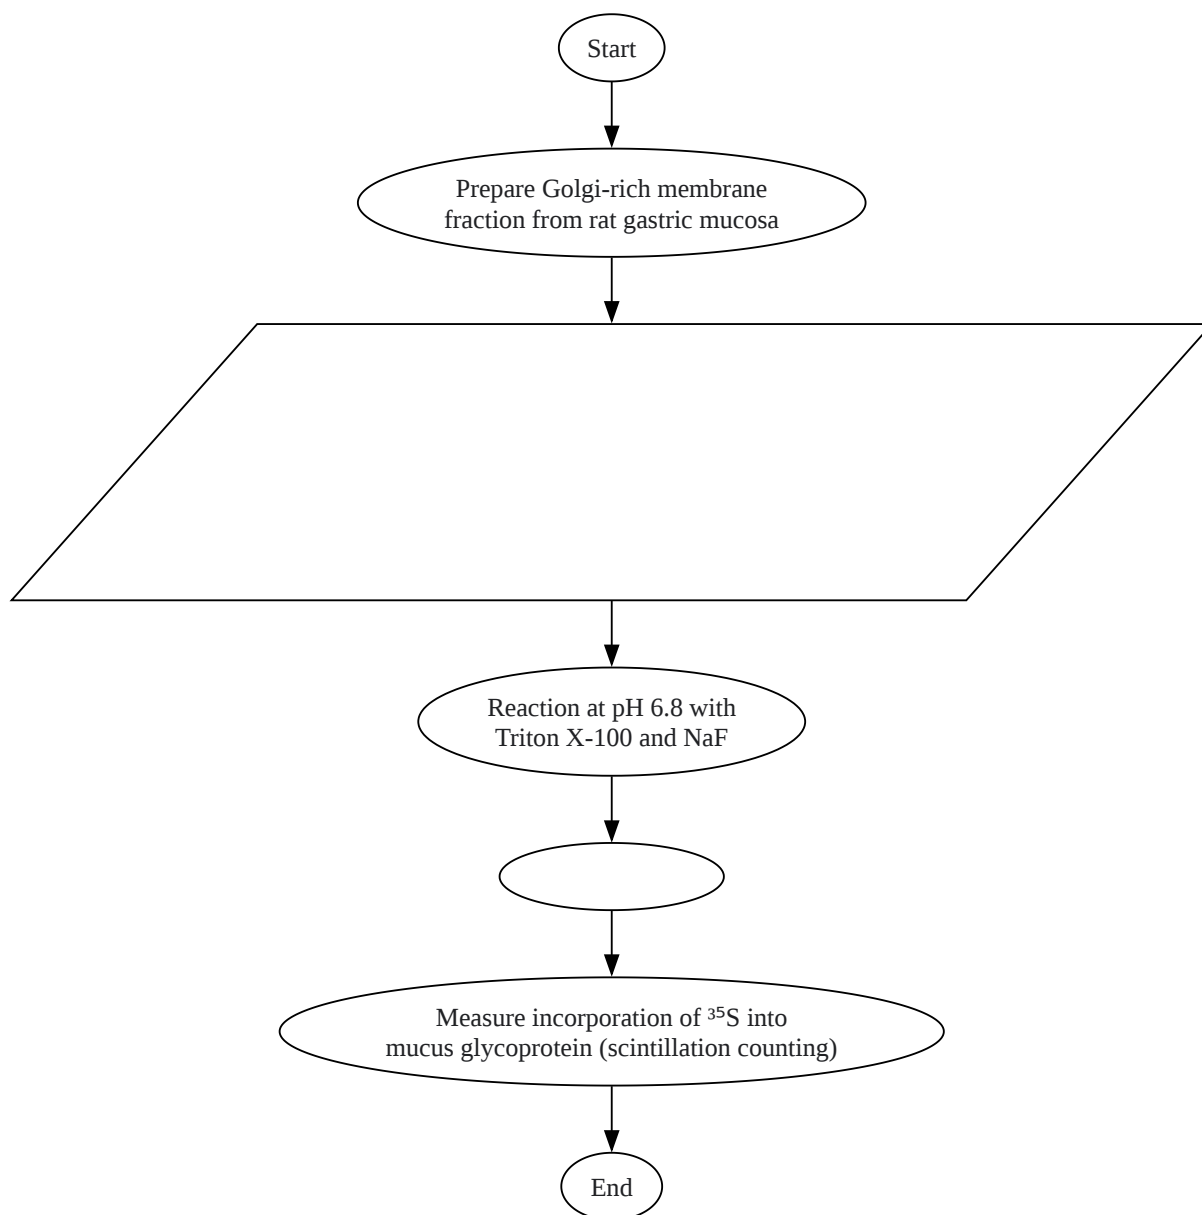 Start
Prepare Golgi-rich membrane
fraction from rat gastric mucosa
Reaction at pH 6.8 with
Triton X-100 and NaF
Measure incorporation of ³⁵S into
mucus glycoprotein (scintillation counting)
End